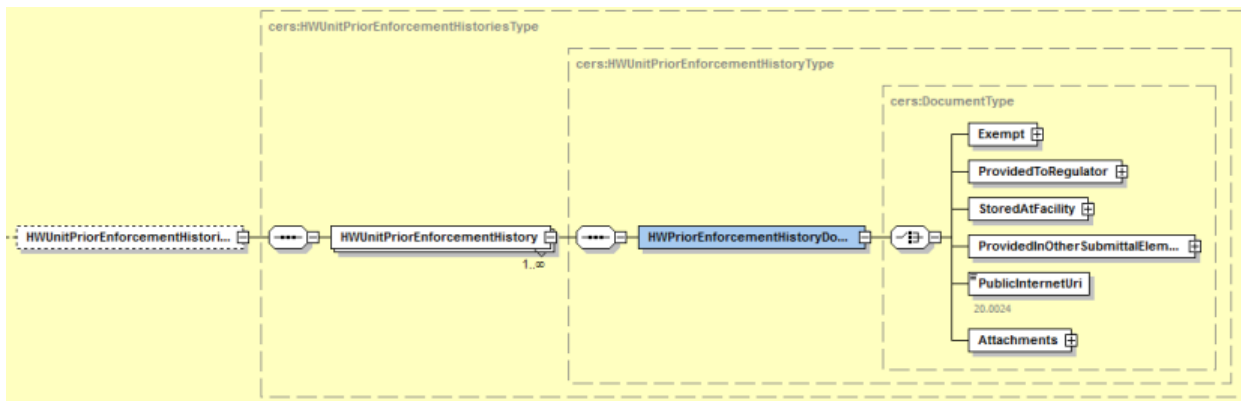 cers:HWUnitPriorEnforcementHistoriesType
cers:HWUnitPriorEnforcementHistoryType
cers:DocumentType
Exempt
ProvidedToRegulator
StoredAtFacility
HWUnitPriorEnforcementHistori...
HWUnitPriorEnforcementHistory
HWPriorEnforcementHistoryDo...
ProvidedInOtherSubmittalElem...
1..∞
PublicInternetUri
20.0024
Attachments